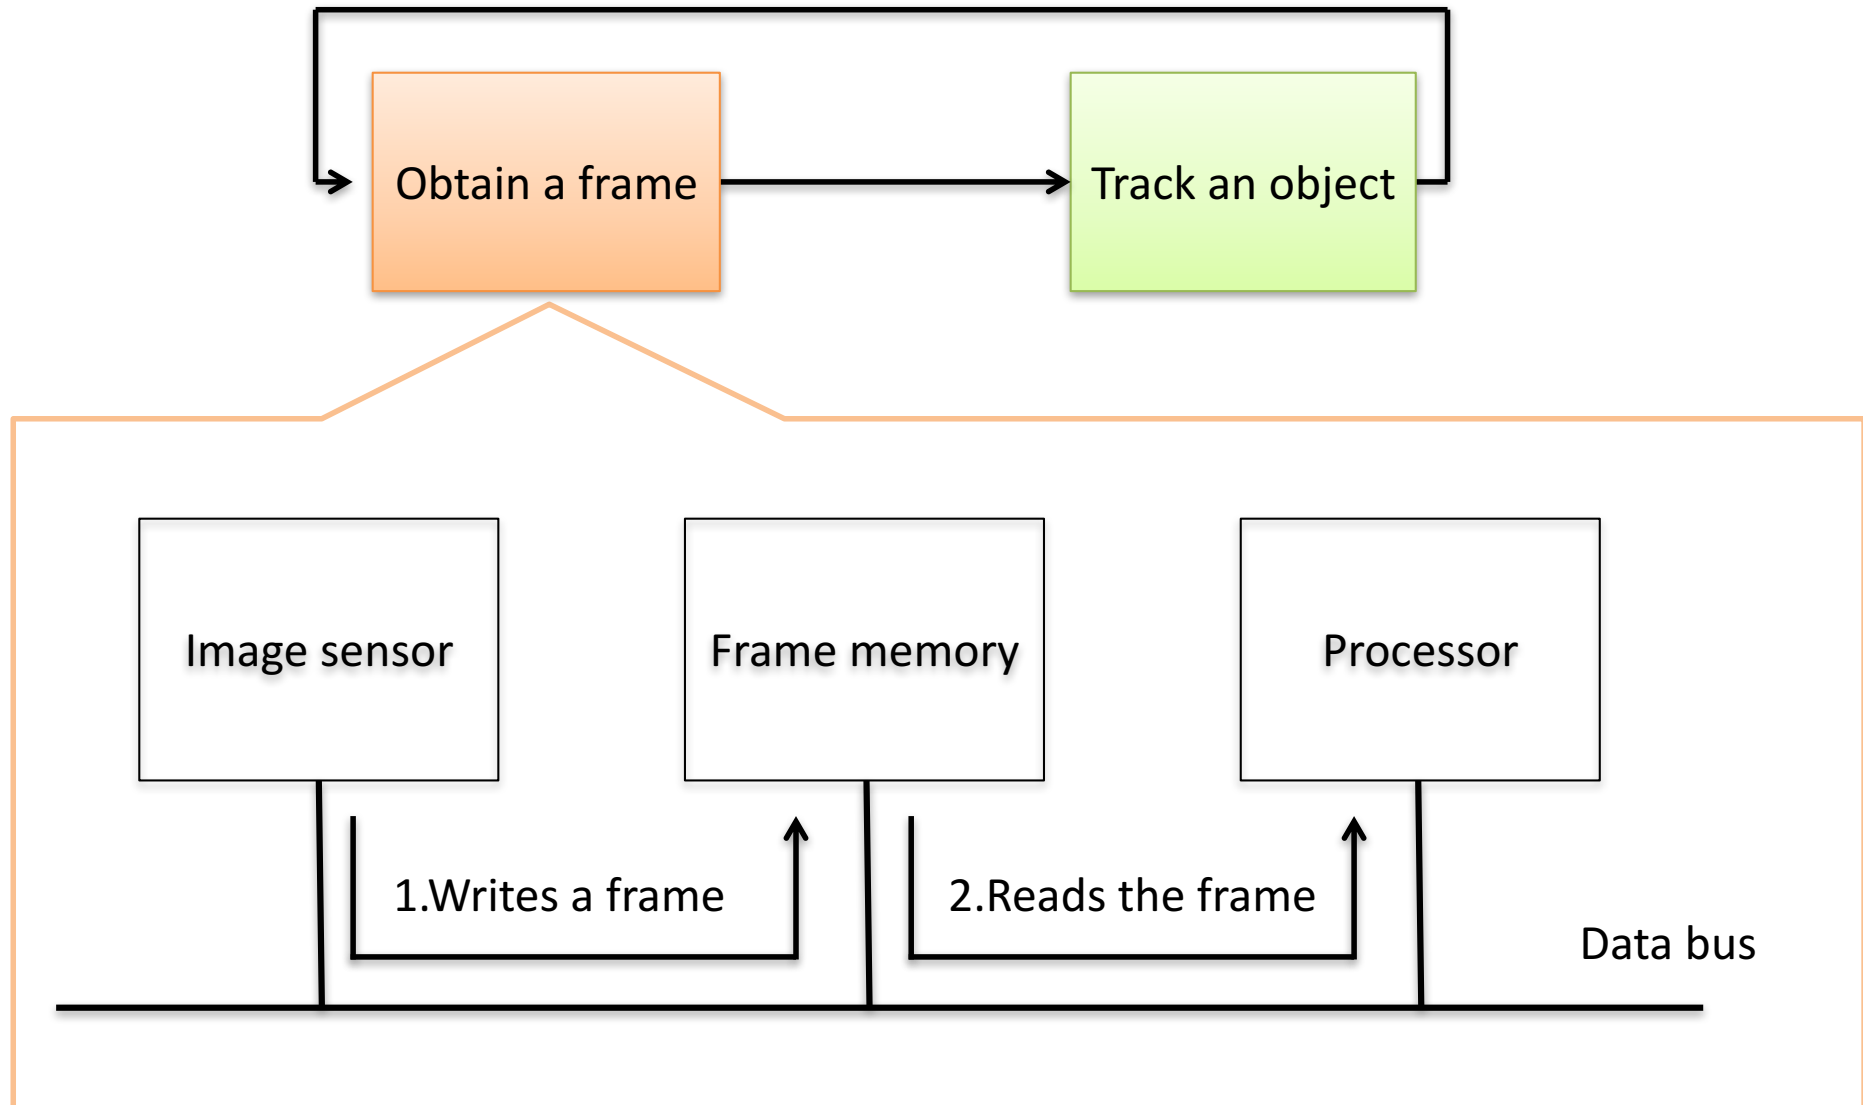 Obtain a frame
Track an object
Image sensor
Frame memory
Processor
1.Writes a frame
2.Reads the frame
Data bus